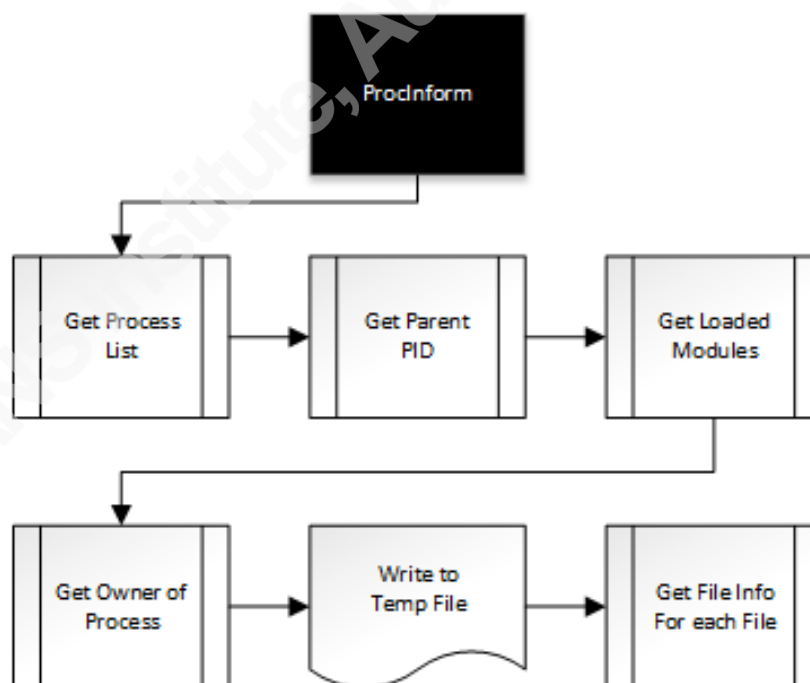 ProcInform
Get Process
List
Get Parent
PID
Get Loaded
Modules
Get Owner of
Process
Write to
Temp File
Get File Info
For each File